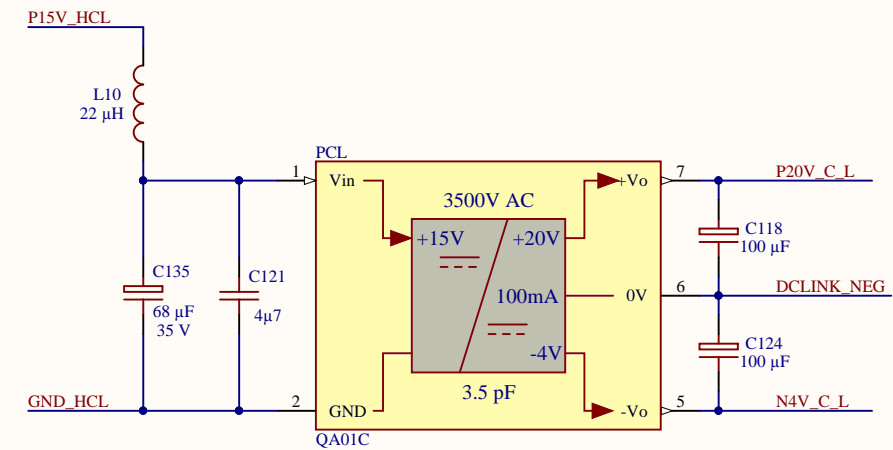 P15V_HCL
L10
22 µH
PCL
1
Vin
3500V AC
+Vo
7
P20V_C_L
+15V
+20V
C118
100 µF
C135
68 µF
35 V
C121
4µ7
100mA
0V
6
DCLINK_NEG
-4V
C124
100 µF
3.5 pF
GND_HCL
2
GND
-Vo
5
N4V_C_L
QA01C